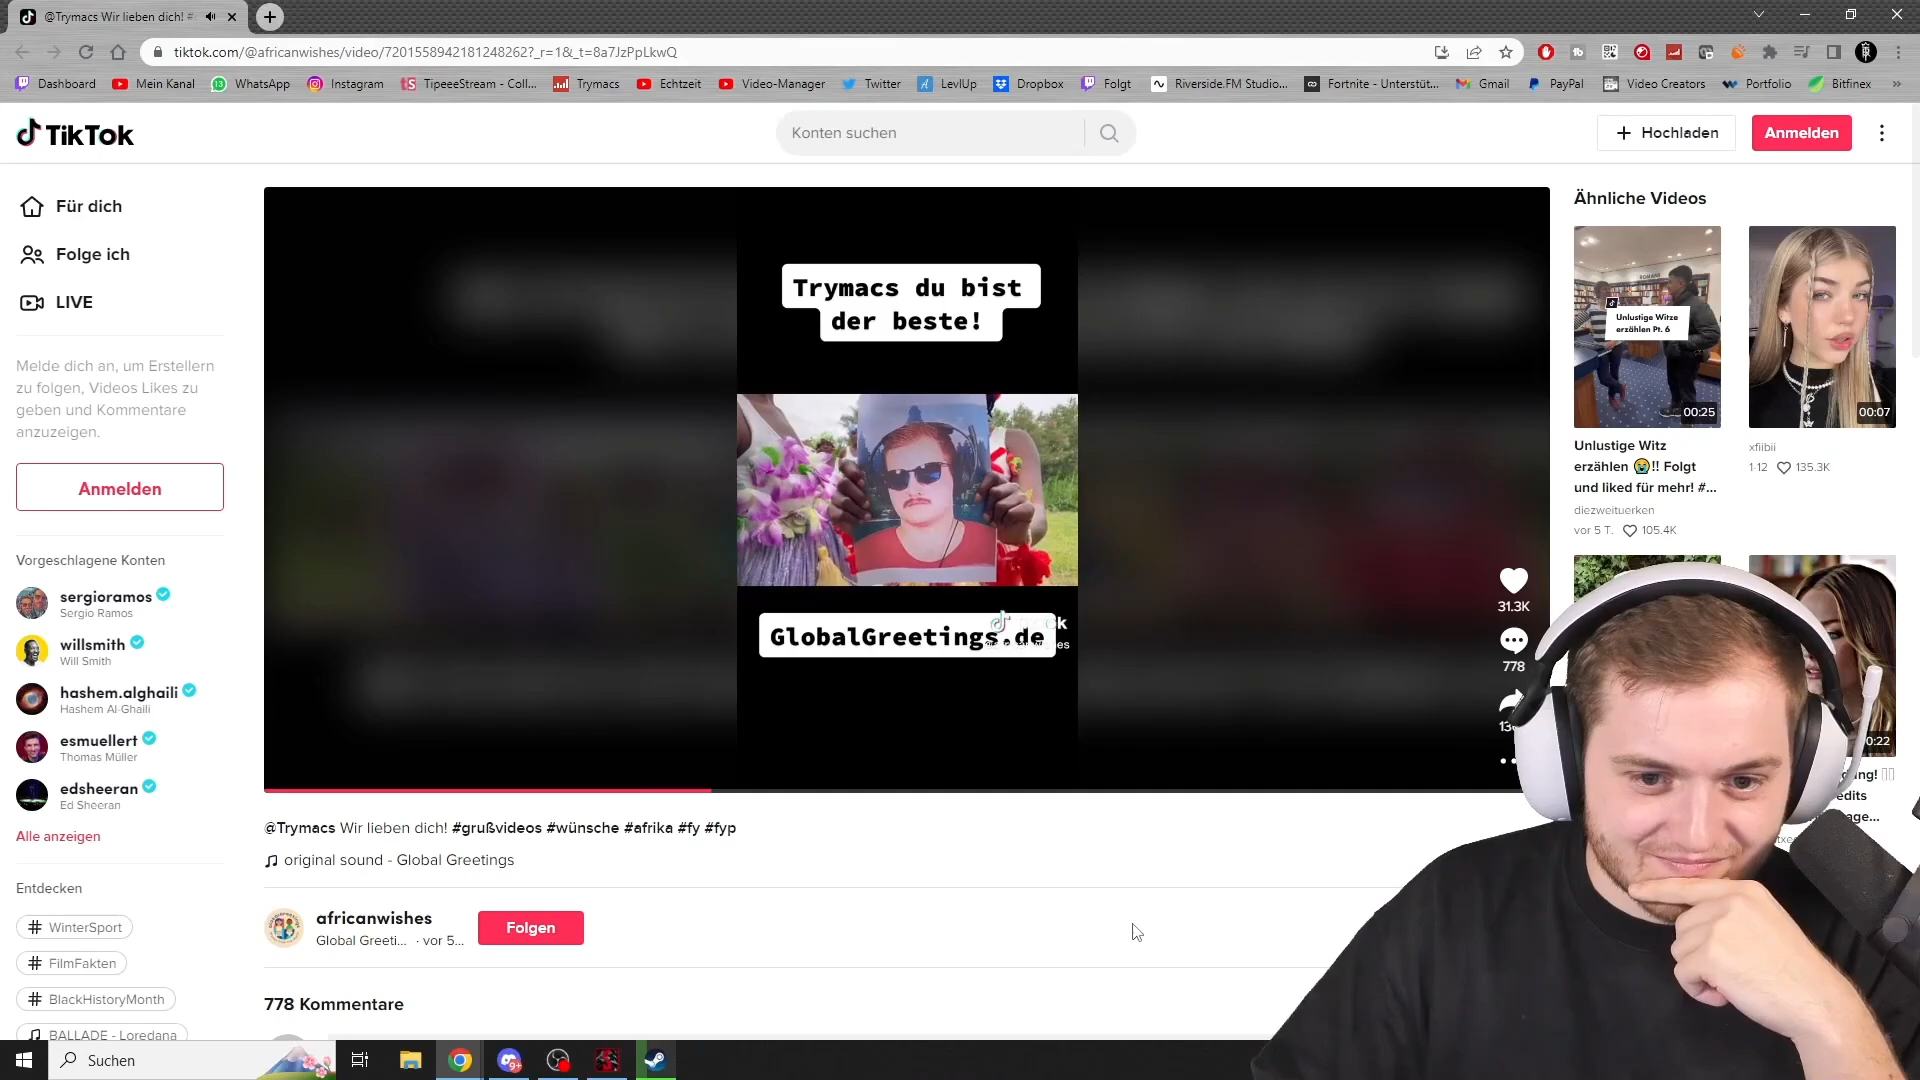 @Trymacs Wir lieben dich! #
tiktok.com/@africanwishes/video/7201558942181248262?_r=1&_t=8a7JzPpLkwQ
Dashboard
Mein Kanal
WhatsApp
Instagram
TipeeeStream - Coll...
Trymacs
Echtzeit
Video-Manager
Twitter
LevlUp
Dropbox
Folgt
Riverside.FM Studio...
Fortnite - Unterstüt...
Gmail
PayPal
Video Creators
Portfolio
Bitfinex
»
TikTok
Konten suchen
Hochladen
Anmelden
Für dich
Folge ich
LIVE
Melde dich an, um Erstellern
zu folgen, Videos Likes zu
geben und Kommentare
anzuzeigen.
Anmelden
Vorgeschlagene Konten
sergioramos
Sergio Ramos
willsmith
Will Smith
hashem.alghaili
Hashem Al-Ghaili
esmuellert
Thomas Müller
edsheeran
Ed Sheeran
Alle anzeigen
Entdecken
# WinterSport
# FilmFakten
# BlackHistoryMonth
BALLADE - Loredana
Trymacs du bist
der beste!
GlobalGreetings.de
31.3K
778
@Trymacs Wir lieben dich! #grußvideos #wünsche #afrika #fy #fyp
original sound - Global Greetings
africanwishes
Global Greeti... · vor 5...
Folgen
778 Kommentare
Ähnliche Videos
Unlustige Witze
erzählen Pt. 6
00:25
Unlustige Witz
erzählen 😭!! Folgt
und liked für mehr! #...
diezweituerken
vor 5 T. 105.4K
00:07
xfiibii
1-12 135.3K
0:22
edits
Suchen
9+